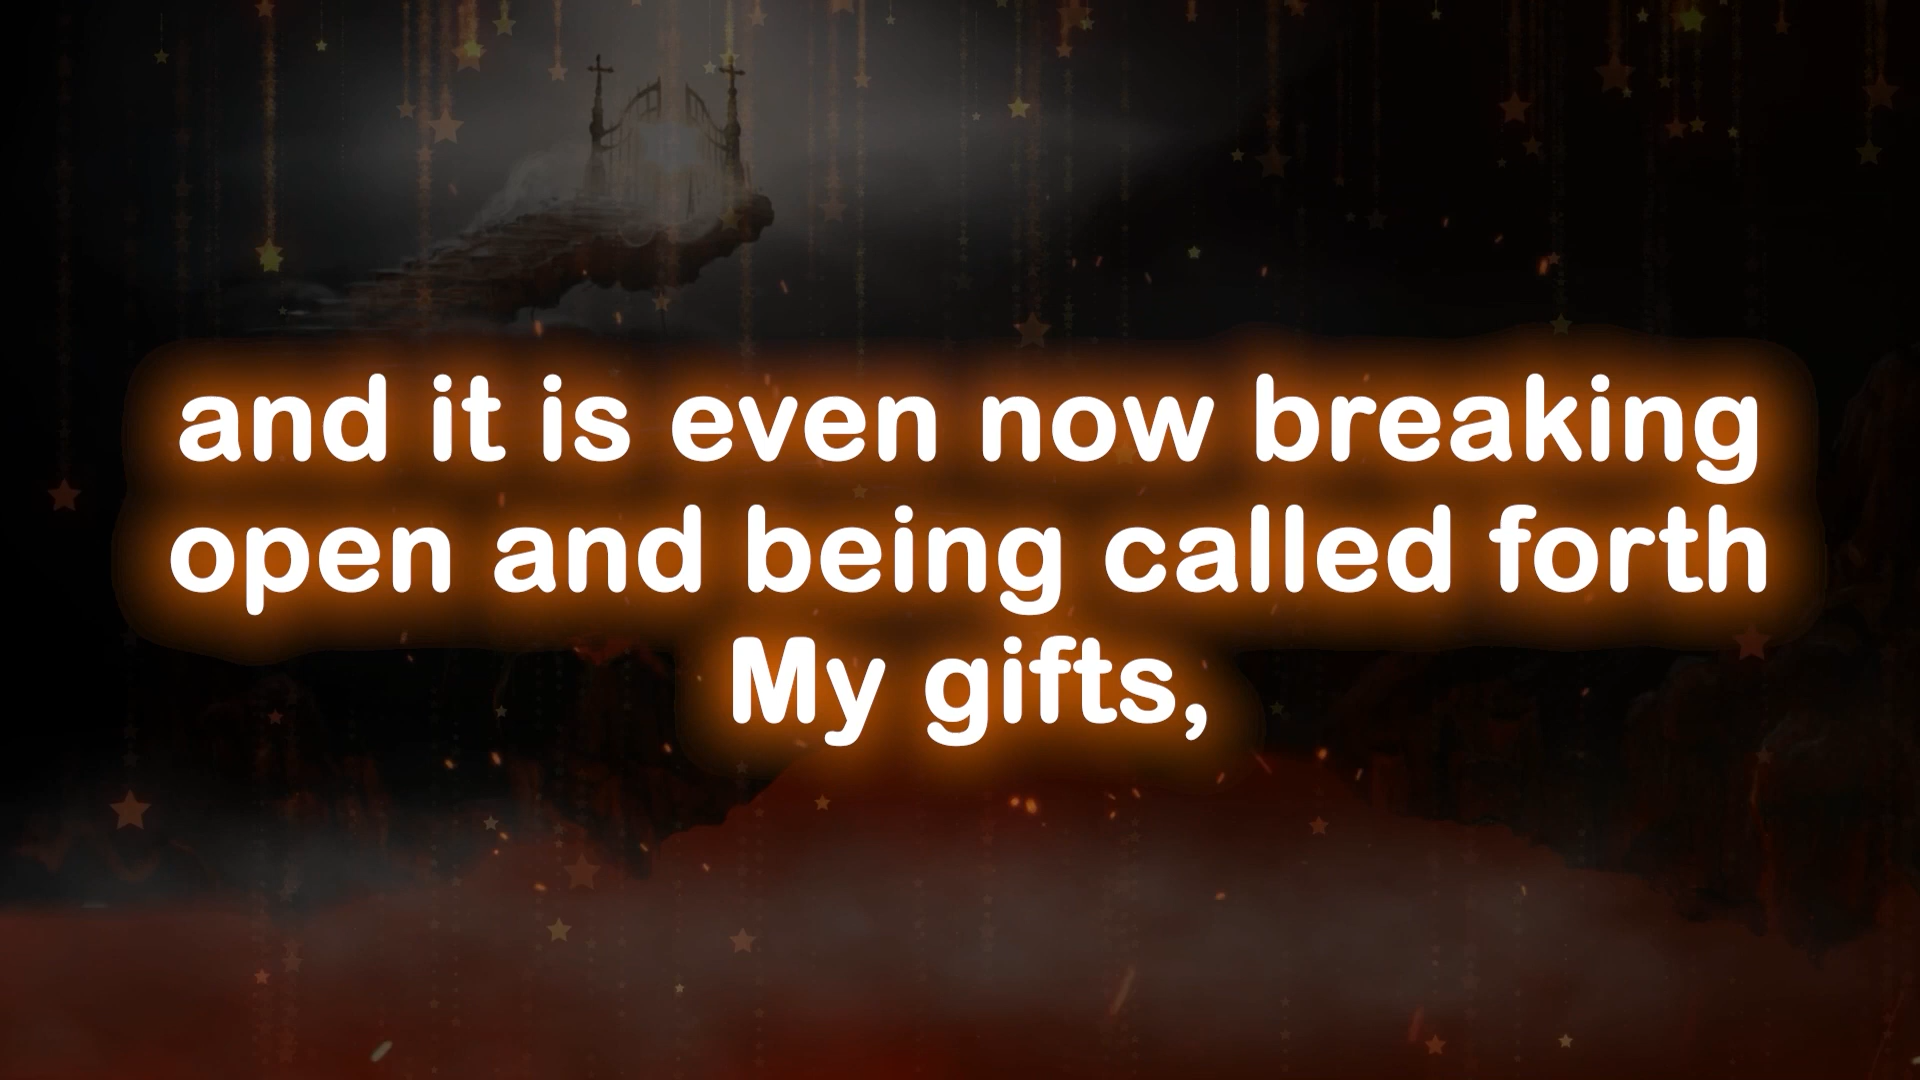 and it is even now breaking
open and being called forth
My gifts,